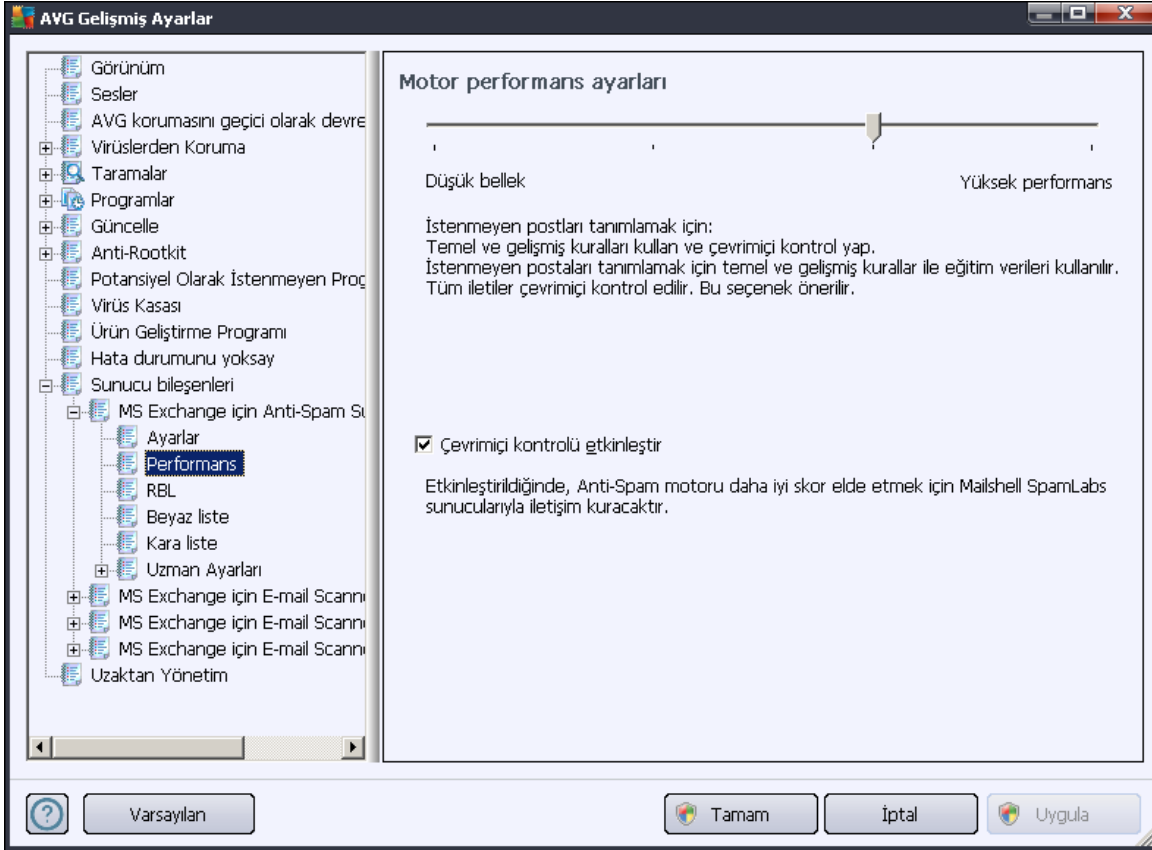 AVG Gelişmiş Ayarlar
Görünüm
Sesler
AVG korumasını geçici olarak devre
Virüslerden Koruma
Taramalar
Programlar
Güncelle
Anti-Rootkit
Potansiyel Olarak İstenmeyen Prog
Virüs Kasası
Ürün Geliştirme Programı
Hata durumunu yoksay
Sunucu bileşenleri
MS Exchange için Anti-Spam Su
Ayarlar
Performans
RBL
Beyaz liste
Kara liste
Uzman Ayarları
MS Exchange için E-mail Scann
MS Exchange için E-mail Scann
MS Exchange için E-mail Scann
Uzaktan Yönetim
Motor performans ayarları
Düşük bellek
Yüksek performans
İstenmeyen postları tanımlamak için:
Temel ve gelişmiş kuralları kullan ve çevrimiçi kontrol yap.
İstenmeyen postaları tanımlamak için temel ve gelişmiş kurallar ile eğitim verileri kullanılır.
Tüm iletiler çevrimiçi kontrol edilir. Bu seçenek önerilir.
Çevrimiçi kontrolü etkinleştir
Etkinleştirildiğinde, Anti-Spam motoru daha iyi skor elde etmek için Mailshell SpamLabs
sunucularıyla iletişim kuracaktır.
Varsayılan
Tamam
İptal
Uygula